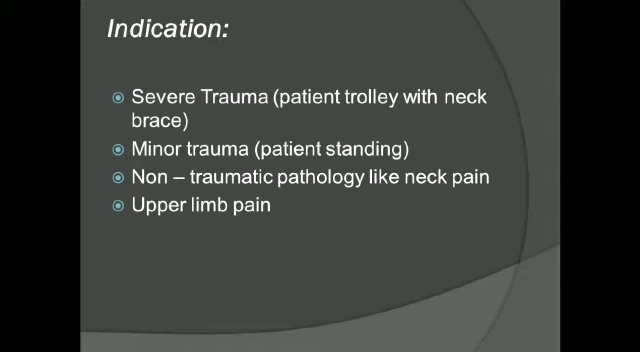 Indication:
Severe Trauma (patient trolley with neck
brace)
Minor trauma (patient standing)
Non – traumatic pathology like neck pain
Upper limb pain